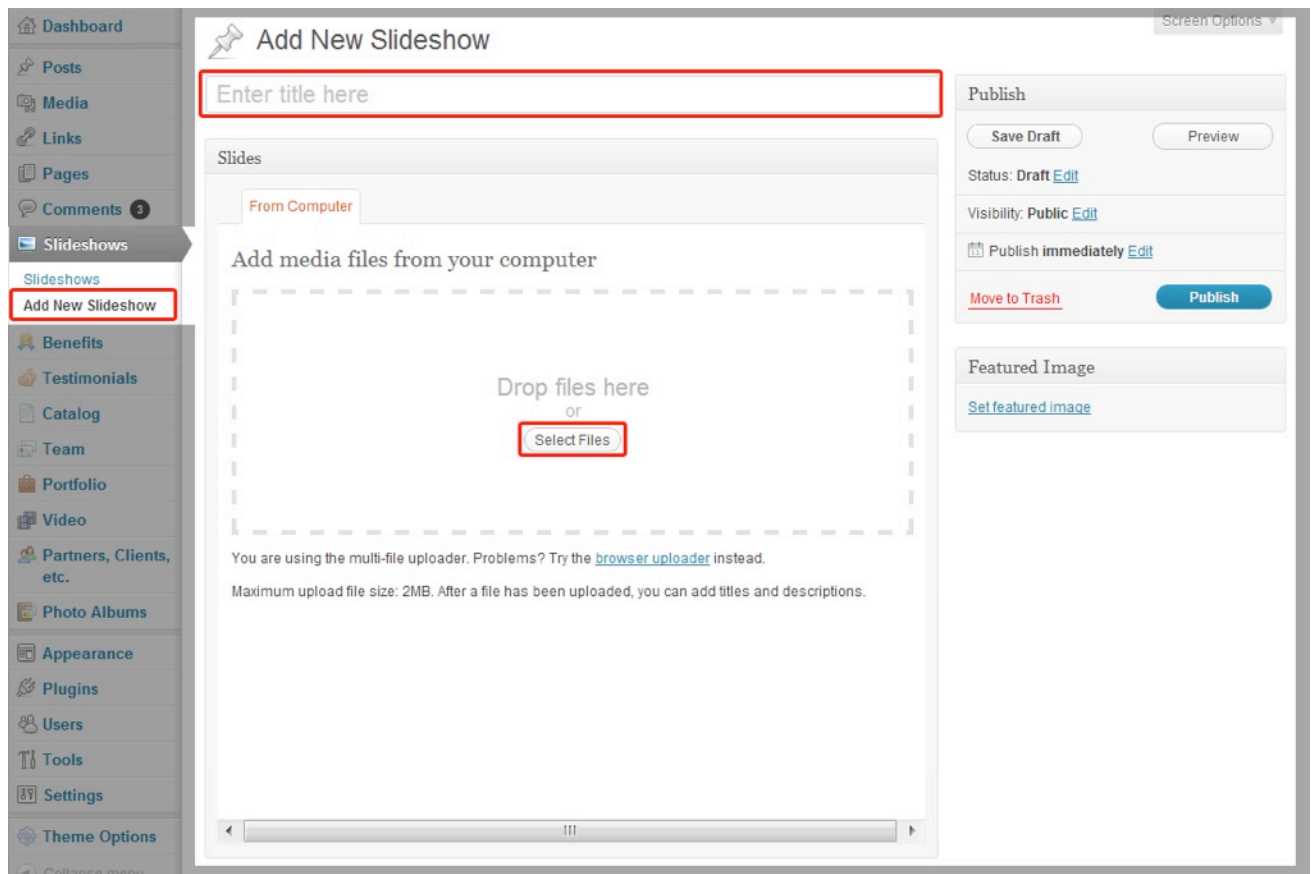 Dashboard
Posts
Media
Links
Pages
Comments 3
Slideshows
Slideshows
Add New Slideshow
Benefits
Testimonials
Catalog
Team
Portfolio
Video
Partners, Clients,
etc.
Photo Albums
Appearance
Plugins
Users
Tools
Settings
Theme Options
Collapse menu
Screen Options
Add New Slideshow
Enter title here
Slides
From Computer
Add media files from your computer
Drop files here
or
Select Files
You are using the multi-file uploader. Problems? Try the browser uploader instead.
Maximum upload file size: 2MB. After a file has been uploaded, you can add titles and descriptions.
Publish
Save Draft
Preview
Status: Draft Edit
Visibility: Public Edit
Publish immediately Edit
Move to Trash
Publish
Featured Image
Set featured image